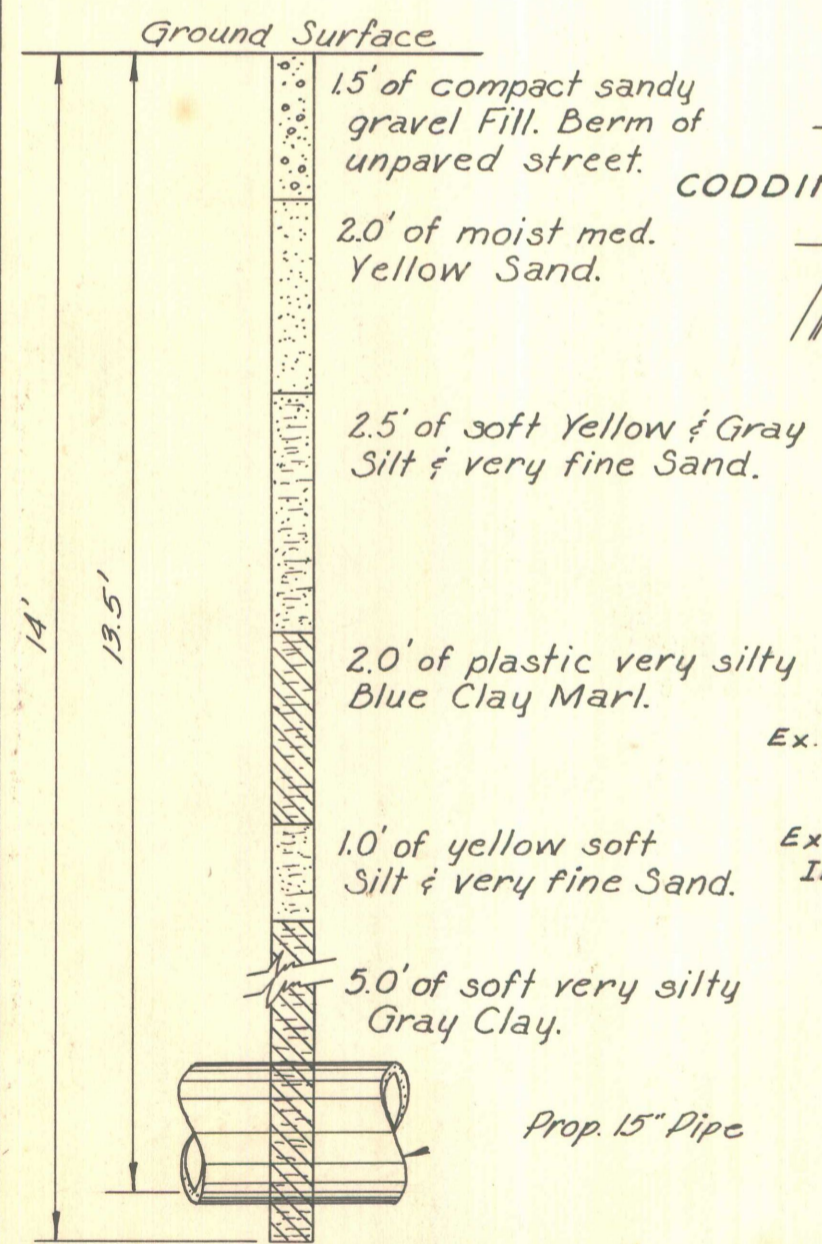 Ground Surface
1.5' of compact sandy
gravel Fill. Berm of
unpaved street.
CODDI
2.0' of moist med.
Yellow Sand.
2.5' of soft Yellow & Gray
Silt & very fine Sand.
14'
13.5'
2.0' of plastic very silty
Blue Clay Marl.
Ex.
1.0' of yellow soft
Silt & very fine Sand.
Ex
5.0' of soft very silty
Gray Clay.
Prop. 15" Pipe